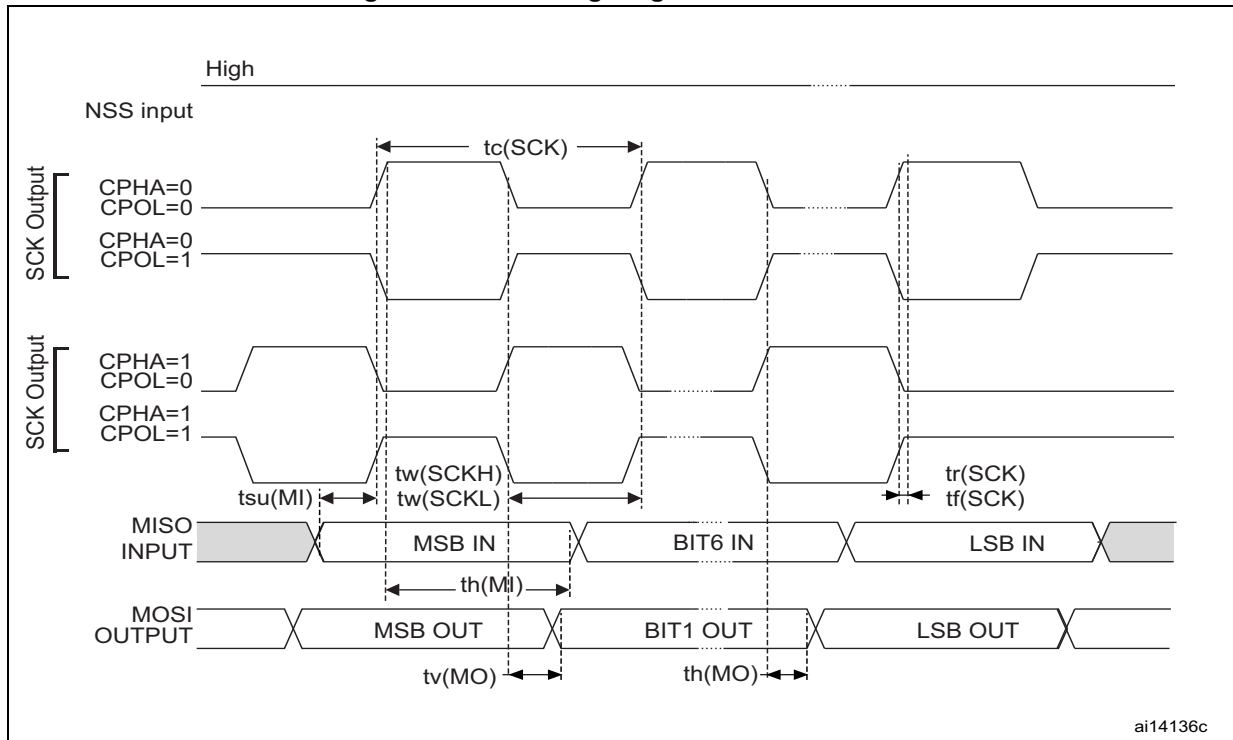 High
NSS input
tc(SCK)
SCK Output
CPHA=0
CPOL=0
CPHA=0
CPOL=1
SCK Output
CPHA=1
CPOL=0
CPHA=1
CPOL=1
tw(SCKH)
tw(SCKL)
tr(SCK)
tf(SCK)
tsu(MI)
MISO
INPUT
MSB IN
BIT6 IN
LSB IN
th(MI)
MOSI
OUTPUT
MSB OUT
BIT1 OUT
LSB OUT
tv(MO)
th(MO)
ai14136c